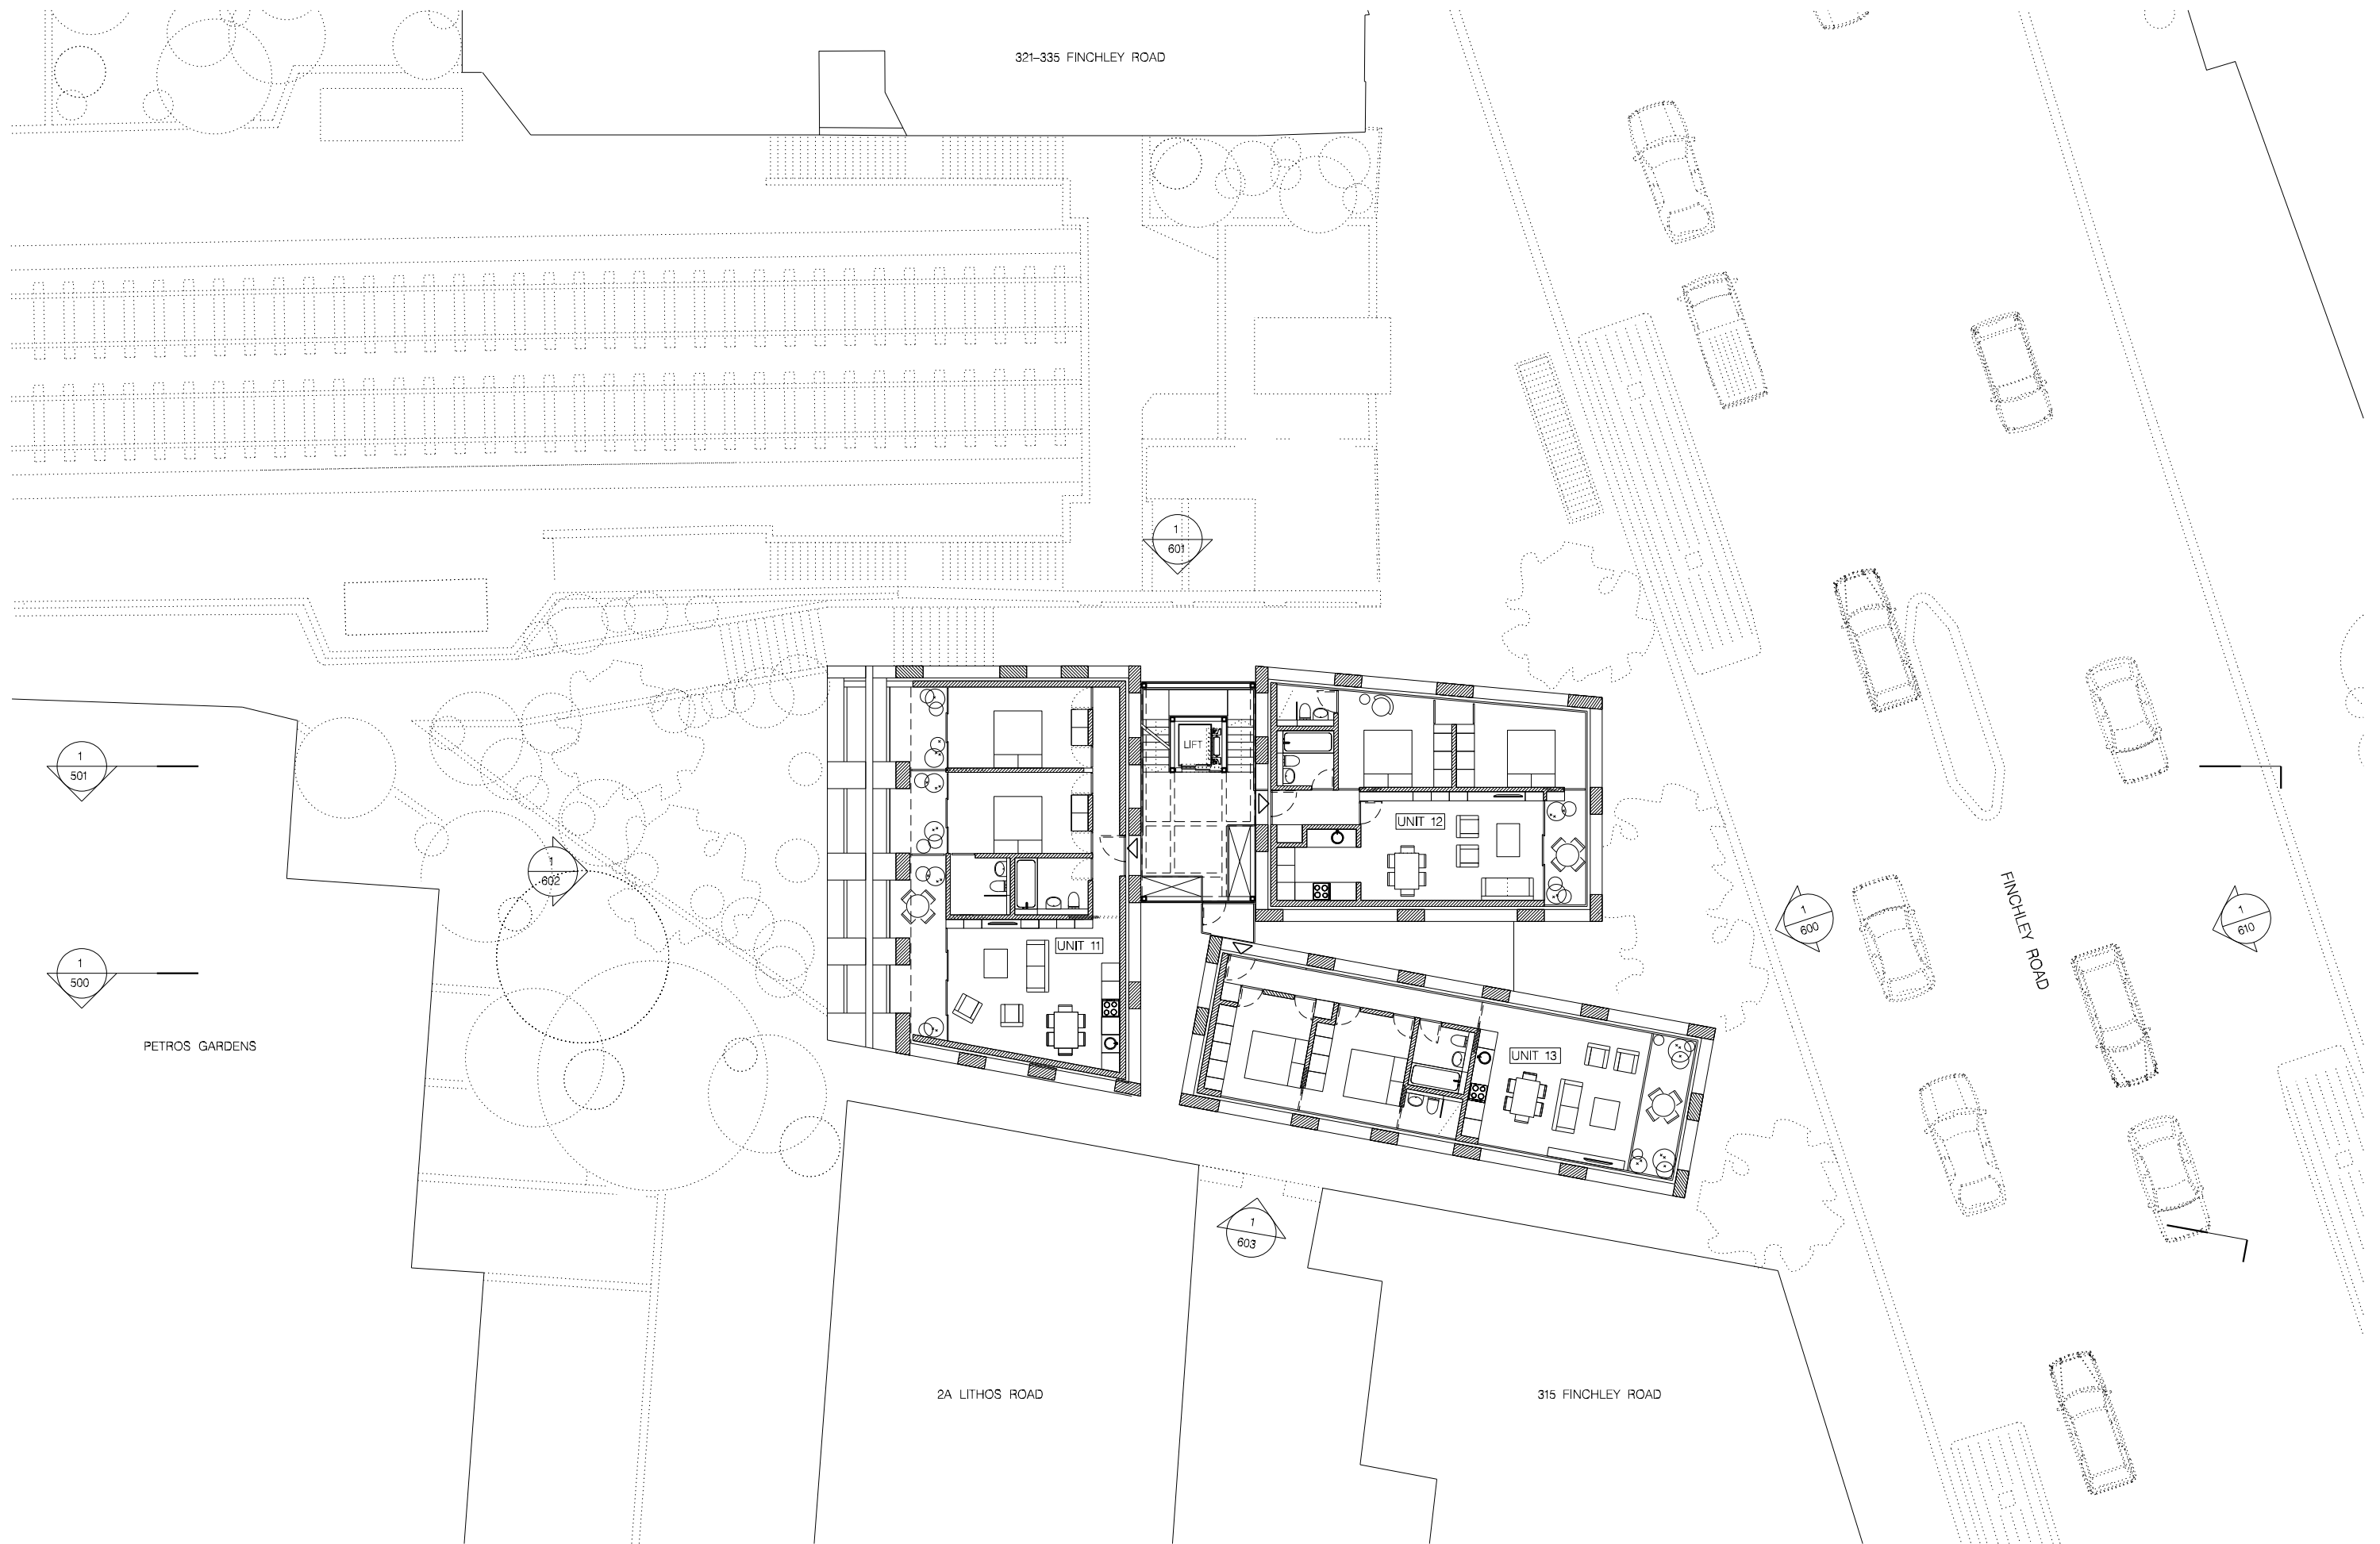 321-335 FINCHLEY ROAD
1
601
LIFT
1
501
UNIT 12
1
602
FINCHLEY ROAD
1
600
1
610
UNIT 11
1
500
PETROS GARDENS
UNIT 13
1
603
2A LITHOS ROAD
315 FINCHLEY ROAD